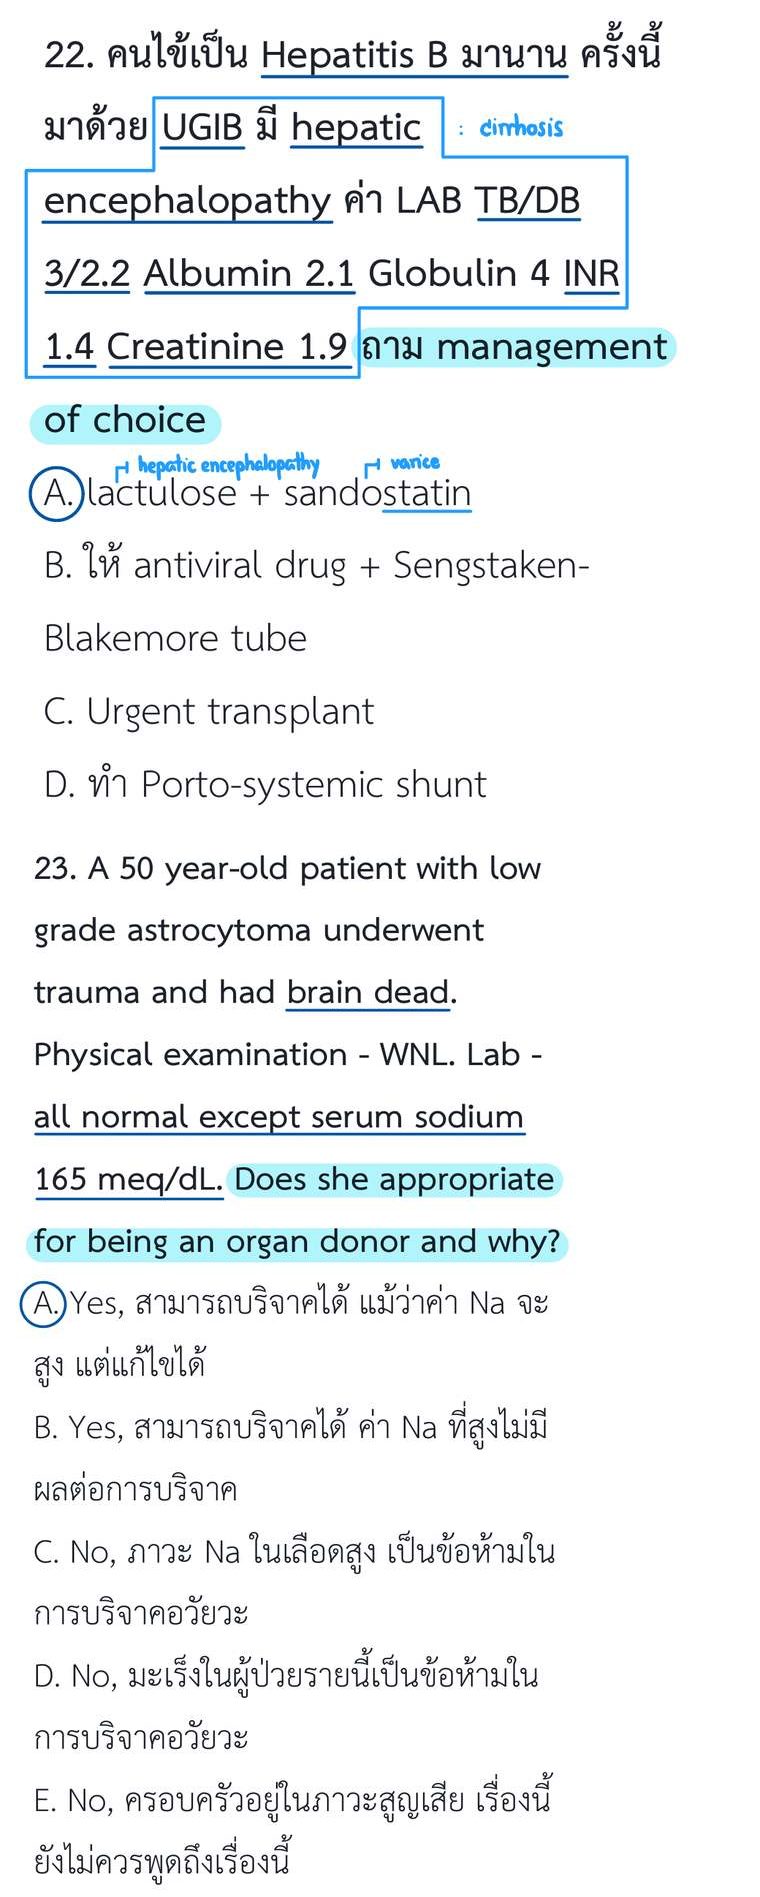 22. คนไข้เป็น Hepatitis B มานาน ครั้งนี้
มาด้วย UGIB มี hepatic : cirrhosis
encephalopathy ค่า LAB TB/DB
3/2.2 Albumin 2.1 Globulin 4 INR
1.4 Creatinine 1.9 ถาม management
of choice
hepatic encephalopathy varice
A. lactulose + sandostatin
B. ให้ antiviral drug + Sengstaken-
Blakemore tube
C. Urgent transplant
D. ทำ Porto-systemic shunt
23. A 50 year-old patient with low
grade astrocytoma underwent
trauma and had brain dead.
Physical examination - WNL. Lab -
all normal except serum sodium
165 meq/dL. Does she appropriate
for being an organ donor and why?
A. Yes, สามารถบริจาคได้ แม้ว่าค่า Na จะ
สูง แต่แก้ไขได้
B. Yes, สามารถบริจาคได้ ค่า Na ที่สูงไม่มี
ผลต่อการบริจาค
C. No, ภาวะ Na ในเลือดสูง เป็นข้อห้ามใน
การบริจาคอวัยวะ
D. No, มะเร็งในผู้ป่วยรายนี้เป็นข้อห้ามใน
การบริจาคอวัยวะ
E. No, ครอบครัวอยู่ในภาวะสูญเสีย เรื่องนี้
ยังไม่ควรพูดถึงเรื่องนี้